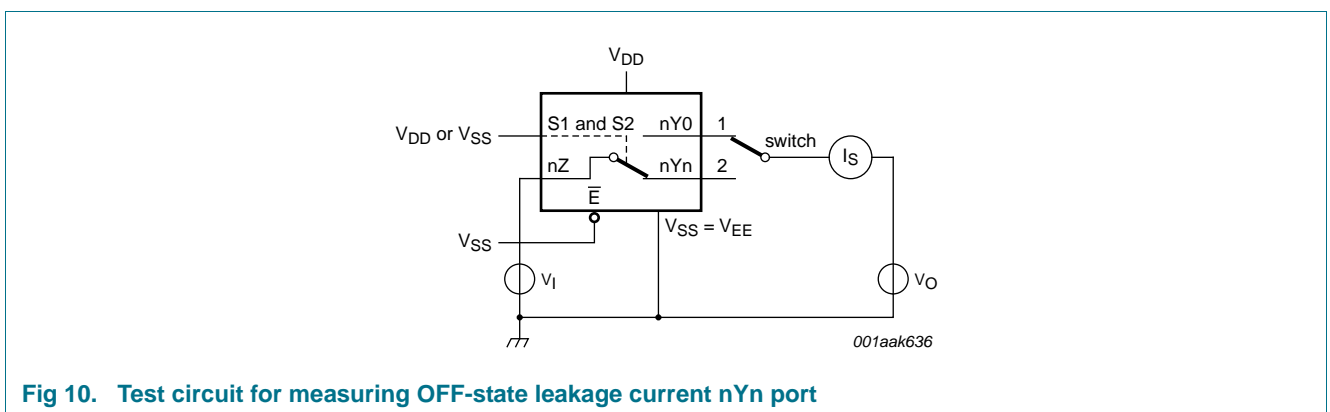 VDD
VDD or VSS
S1 and S2
nY0
1
switch
IS
nZ
nYn
2
E
VSS
VSS = VEE
VI
VO
001aak636
Fig 10. Test circuit for measuring OFF-state leakage current nYn port